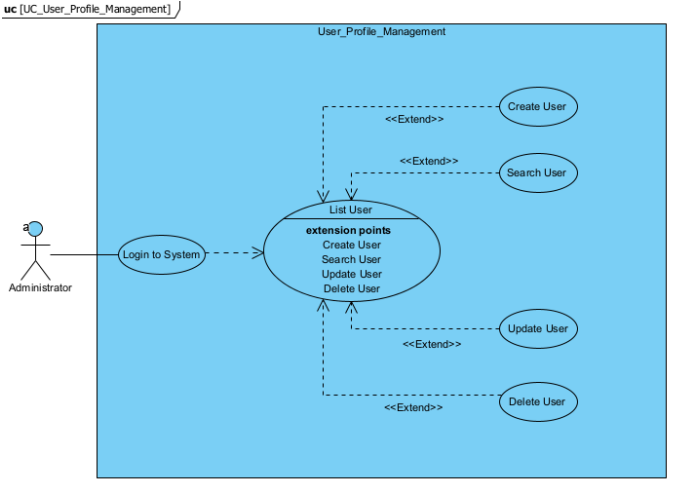 uc [UC_User_Profile_Management]
User_Profile_Management
Create User
<<Extend>>
<<Extend>>
Search User
List User
extension points
Create User
Search User
Update User
Delete User
a
Administrator
Login to System
Update User
<<Extend>>
Delete User
<<Extend>>